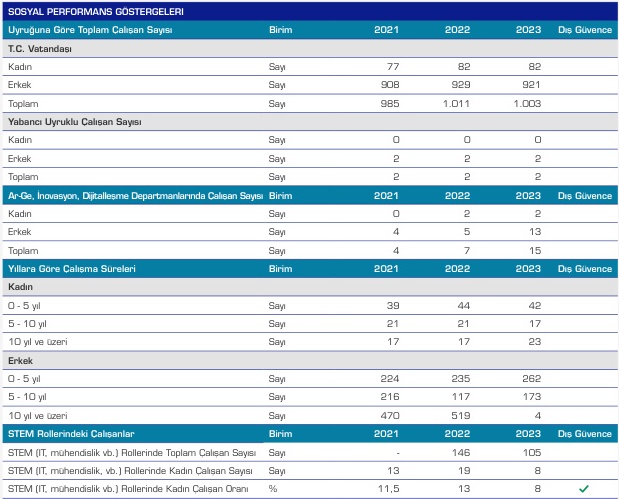 SOSYAL PERFORMANS GÖSTERGELERİ
Uyruğuna Göre Toplam Çalışan Sayısı Birim 2021 2022 2023 Dış Güvence
T.C. Vatandaşı
Kadın Sayı 77 82 82
Erkek Sayı 908 929 921
Toplam Sayı 985 1.011 1.003
Yabancı Uyruklu Çalışan Sayısı
Kadın Sayı 0 0 0
Erkek Sayı 2 2 2
Toplam Sayı 2 2 2
Ar-Ge, İnovasyon, Dijitalleşme Departmanlarında Çalışan Sayısı Birim 2021 2022 2023 Dış Güvence
Kadın Sayı 0 2 2
Erkek Sayı 4 5 13
Toplam Sayı 4 7 15
Yıllara Göre Çalışma Süreleri Birim 2021 2022 2023 Dış Güvence
Kadın
0 - 5 yıl Sayı 39 44 42
5 - 10 yıl Sayı 21 21 17
10 yıl ve üzeri Sayı 17 17 23
Erkek
0 - 5 yıl Sayı 224 235 262
5 - 10 yıl Sayı 216 117 173
10 yıl ve üzeri Sayı 470 519 4
STEM Rollerindeki Çalışanlar Birim 2021 2022 2023 Dış Güvence
STEM (IT, mühendislik vb.) Rollerinde Toplam Çalışan Sayısı Sayı - 146 105
STEM (IT, mühendislik, vb.) Rollerinde Kadın Çalışan Sayısı Sayı 13 19 8
STEM (IT, mühendislik vb.) Rollerinde Kadın Çalışan Oranı % 11,5 13 8 ✓